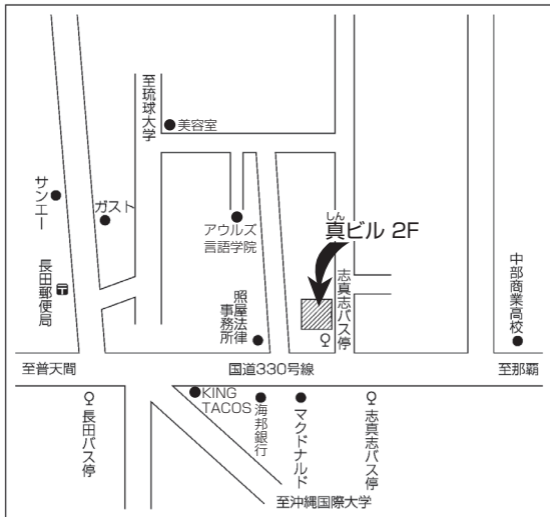 至琉球大学
美容室
サンエー
ガスト
アウルズ
言語学院
しん
真ビル 2F
長田郵便局
照屋法律
事務所
志真志バス停
中部商業高校
至普天間
国道330号線
至那覇
長田バス停
KING
TACOS
海邦銀行
マクドナルド
志真志バス停
至沖縄国際大学